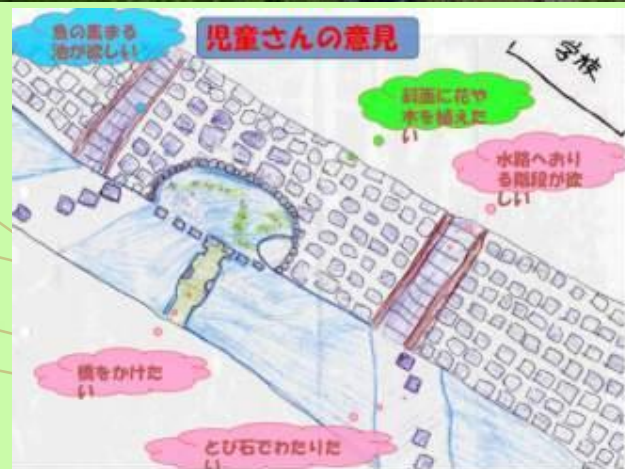 児童さんの意見
魚の集まる
池が欲しい
学校
斜面に花や
木を植えた
い
水路へおり
る階段が欲
しい
橋をかけた
い
とび石でわたりた
い